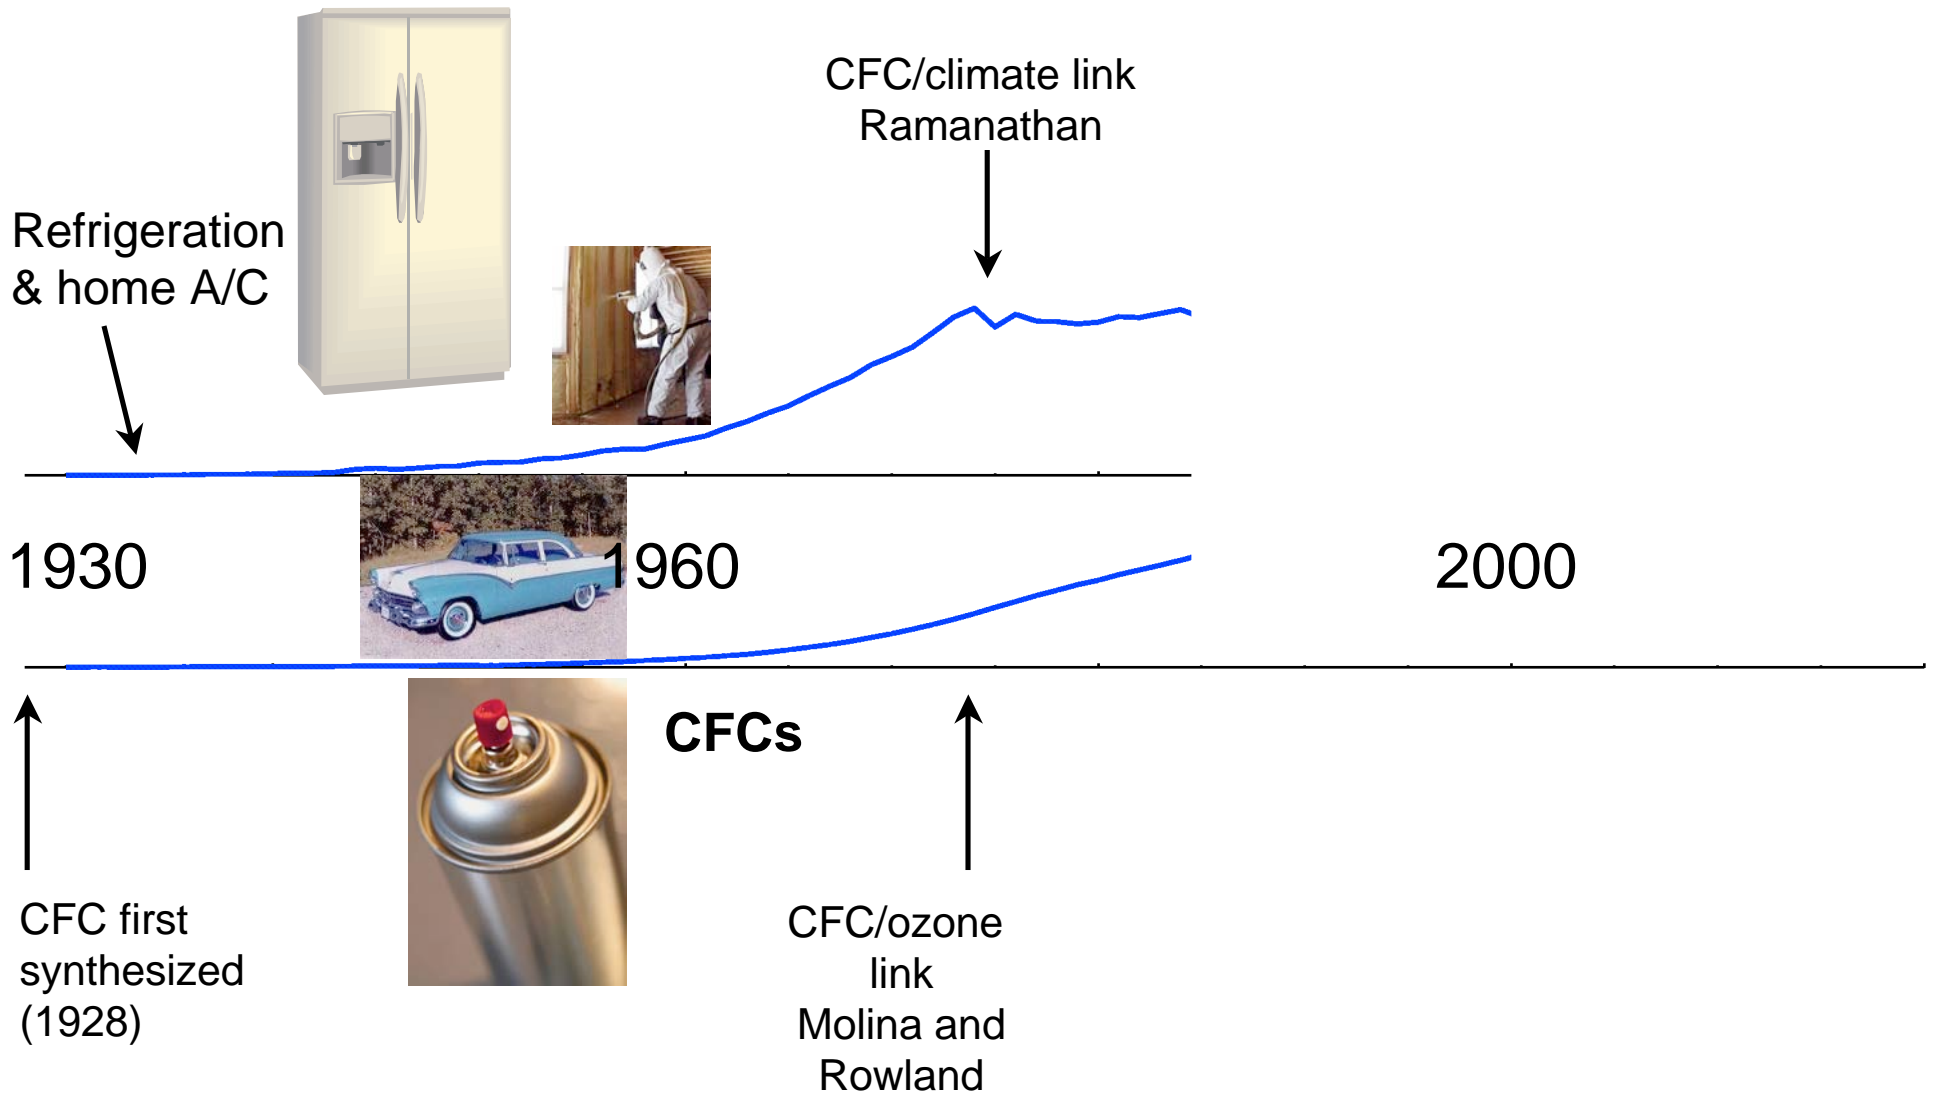 CFC/climate link
Ramanathan
Refrigeration
& home A/C
1930
1960
2000
CFCs
CFC first
synthesized
(1928)
CFC/ozone
link
Molina and
Rowland